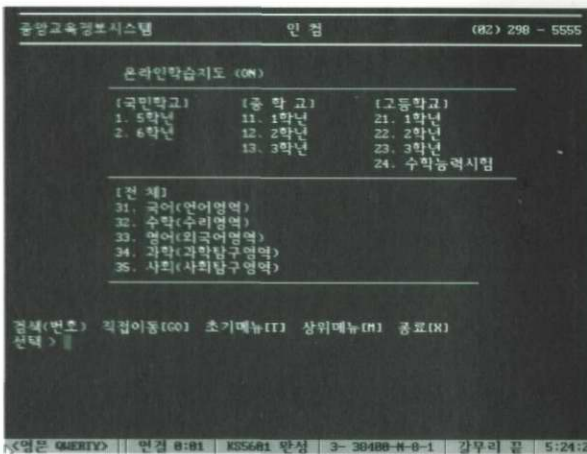 중앙교육정보시스템 인 컴 (02) 298 - 5555
온라인학습지도 (ON)
[국민학교] [중 학 교] [고등학교]
1. 5학년 11. 1학년 21. 1학년
2. 6학년 12. 2학년 22. 2학년
13. 3학년 23. 3학년
24. 수학능력시험
[전 체]
31. 국어(언어영역)
32. 수학(수리영역)
33. 영어(외국어영역)
34. 과학(과학탐구영역)
35. 사회(사회탐구영역)
검색(번호) 직접이동[GO] 초기메뉴[T] 상위메뉴[M] 종료[X]
선택 >
<영문 QWERTY> 연결 0:01 KS5601 완성 3- 38400-N-8-1 갈무리 끝 5:24:2